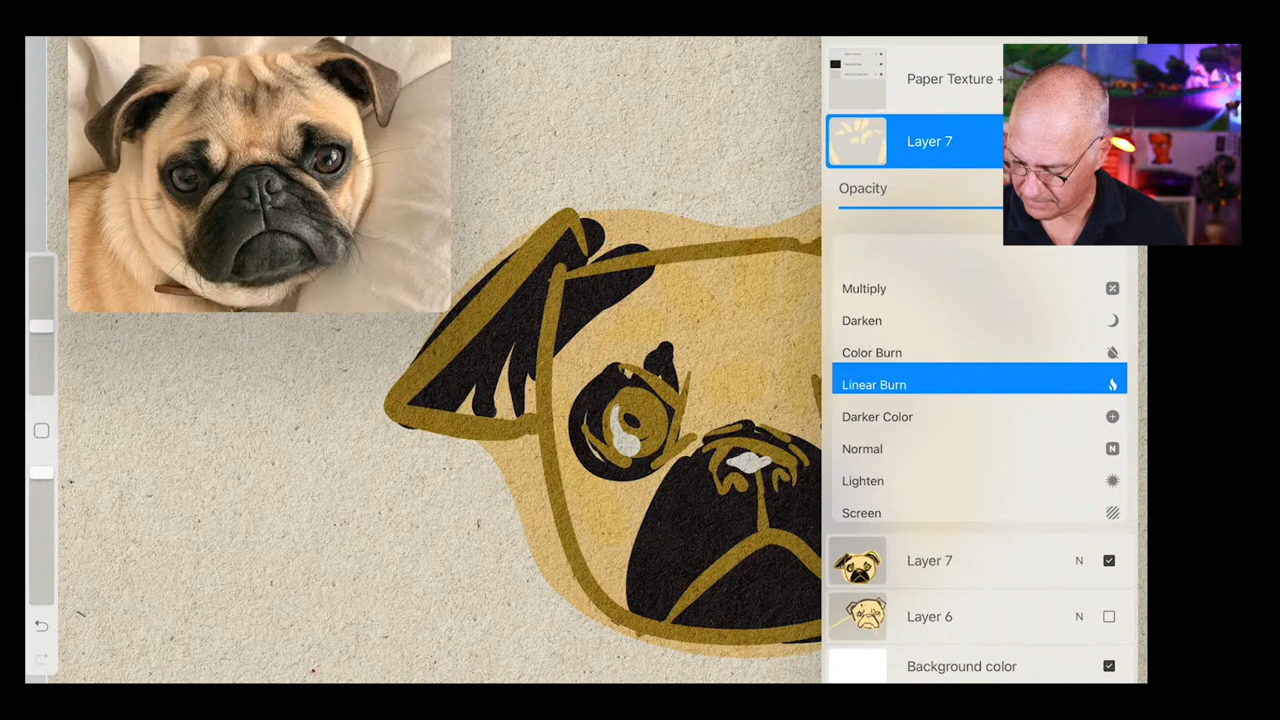 Paper Texture +
Layer 7
Opacity
Multiply
Darken
Color Burn
Linear Burn
Darker Color
Normal
N
Lighten
Screen
Layer 7
N
Layer 6
N
Background color